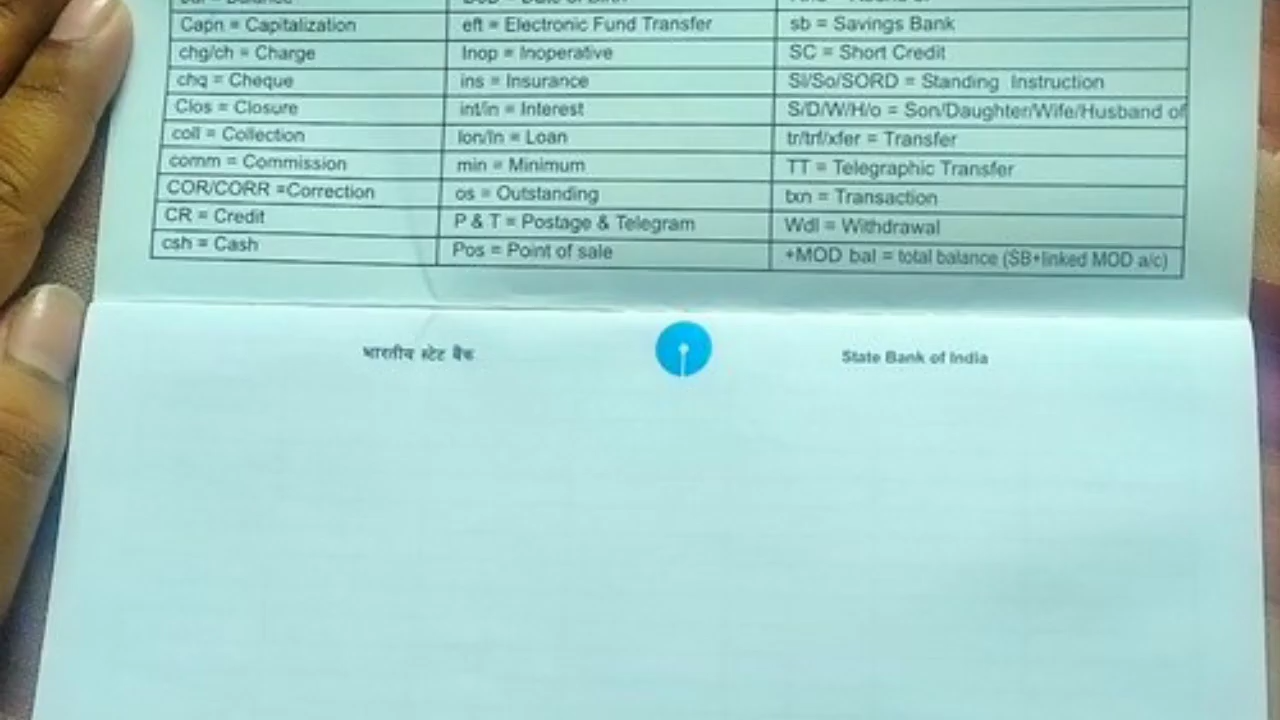 Capn = Capitalization eft = Electronic Fund Transfer sb = Savings Bank
chg/ch = Charge Inop = Inoperative SC = Short Credit
chq = Cheque ins = Insurance SI/So/SORD = Standing Instruction
Clos = Closure int/in = Interest S/D/W/H/o = Son/Daughter/Wife/Husband of
coll = Collection lon/ln = Loan tr/trf/xfer = Transfer
comm = Commission min = Minimum TT = Telegraphic Transfer
COR/CORR =Correction os = Outstanding txn = Transaction
CR = Credit P & T = Postage & Telegram Wdl = Withdrawal
csh = Cash Pos = Point of sale +MOD bal = total balance (SB+linked MOD a/c)
भारतीय स्टेट बैंक State Bank of India